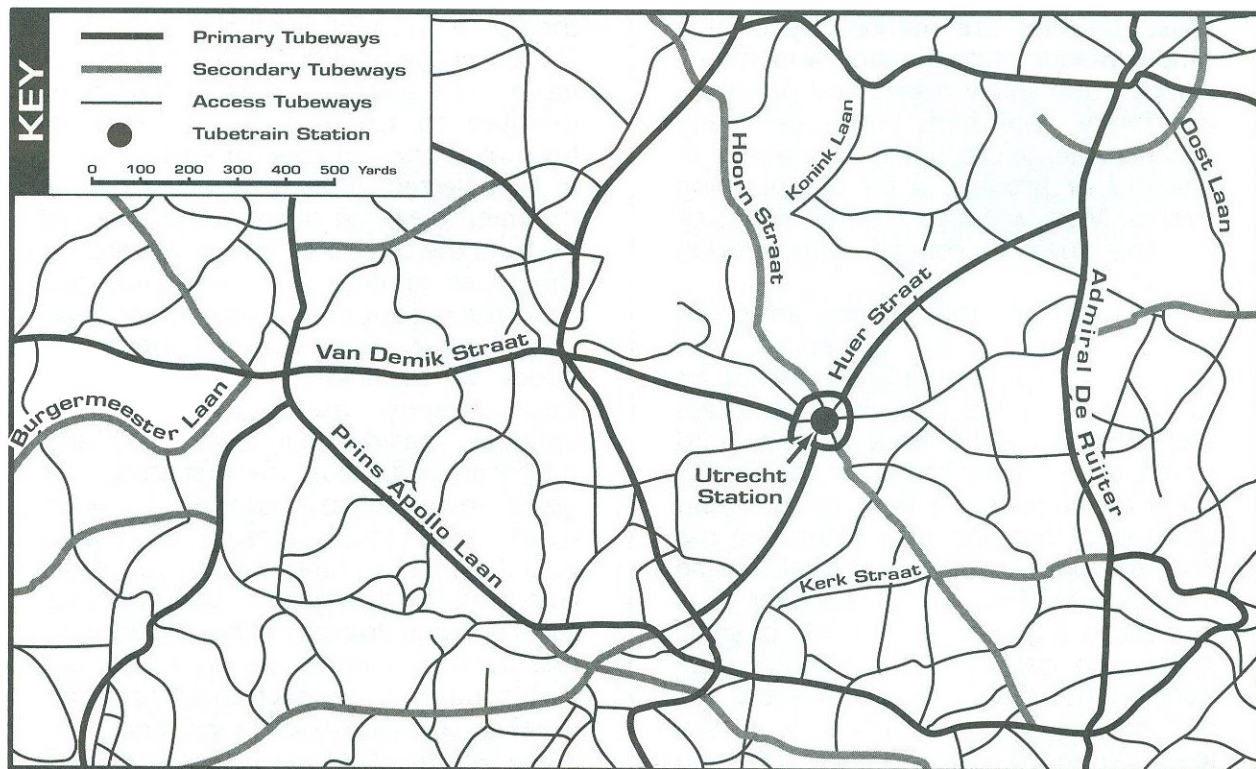 KEY
Primary Tubeways
Secondary Tubeways
Access Tubeways
Tubetrain Station
0 100 200 300 400 500 Yards
Hoorn Straat
Konink Laan
Oost Laan
Huer Straat
Admiral De Ruijter
Van Demik Straat
Burgermeester Laan
Prins Apollo Laan
Utrecht
Station
Kerk Straat